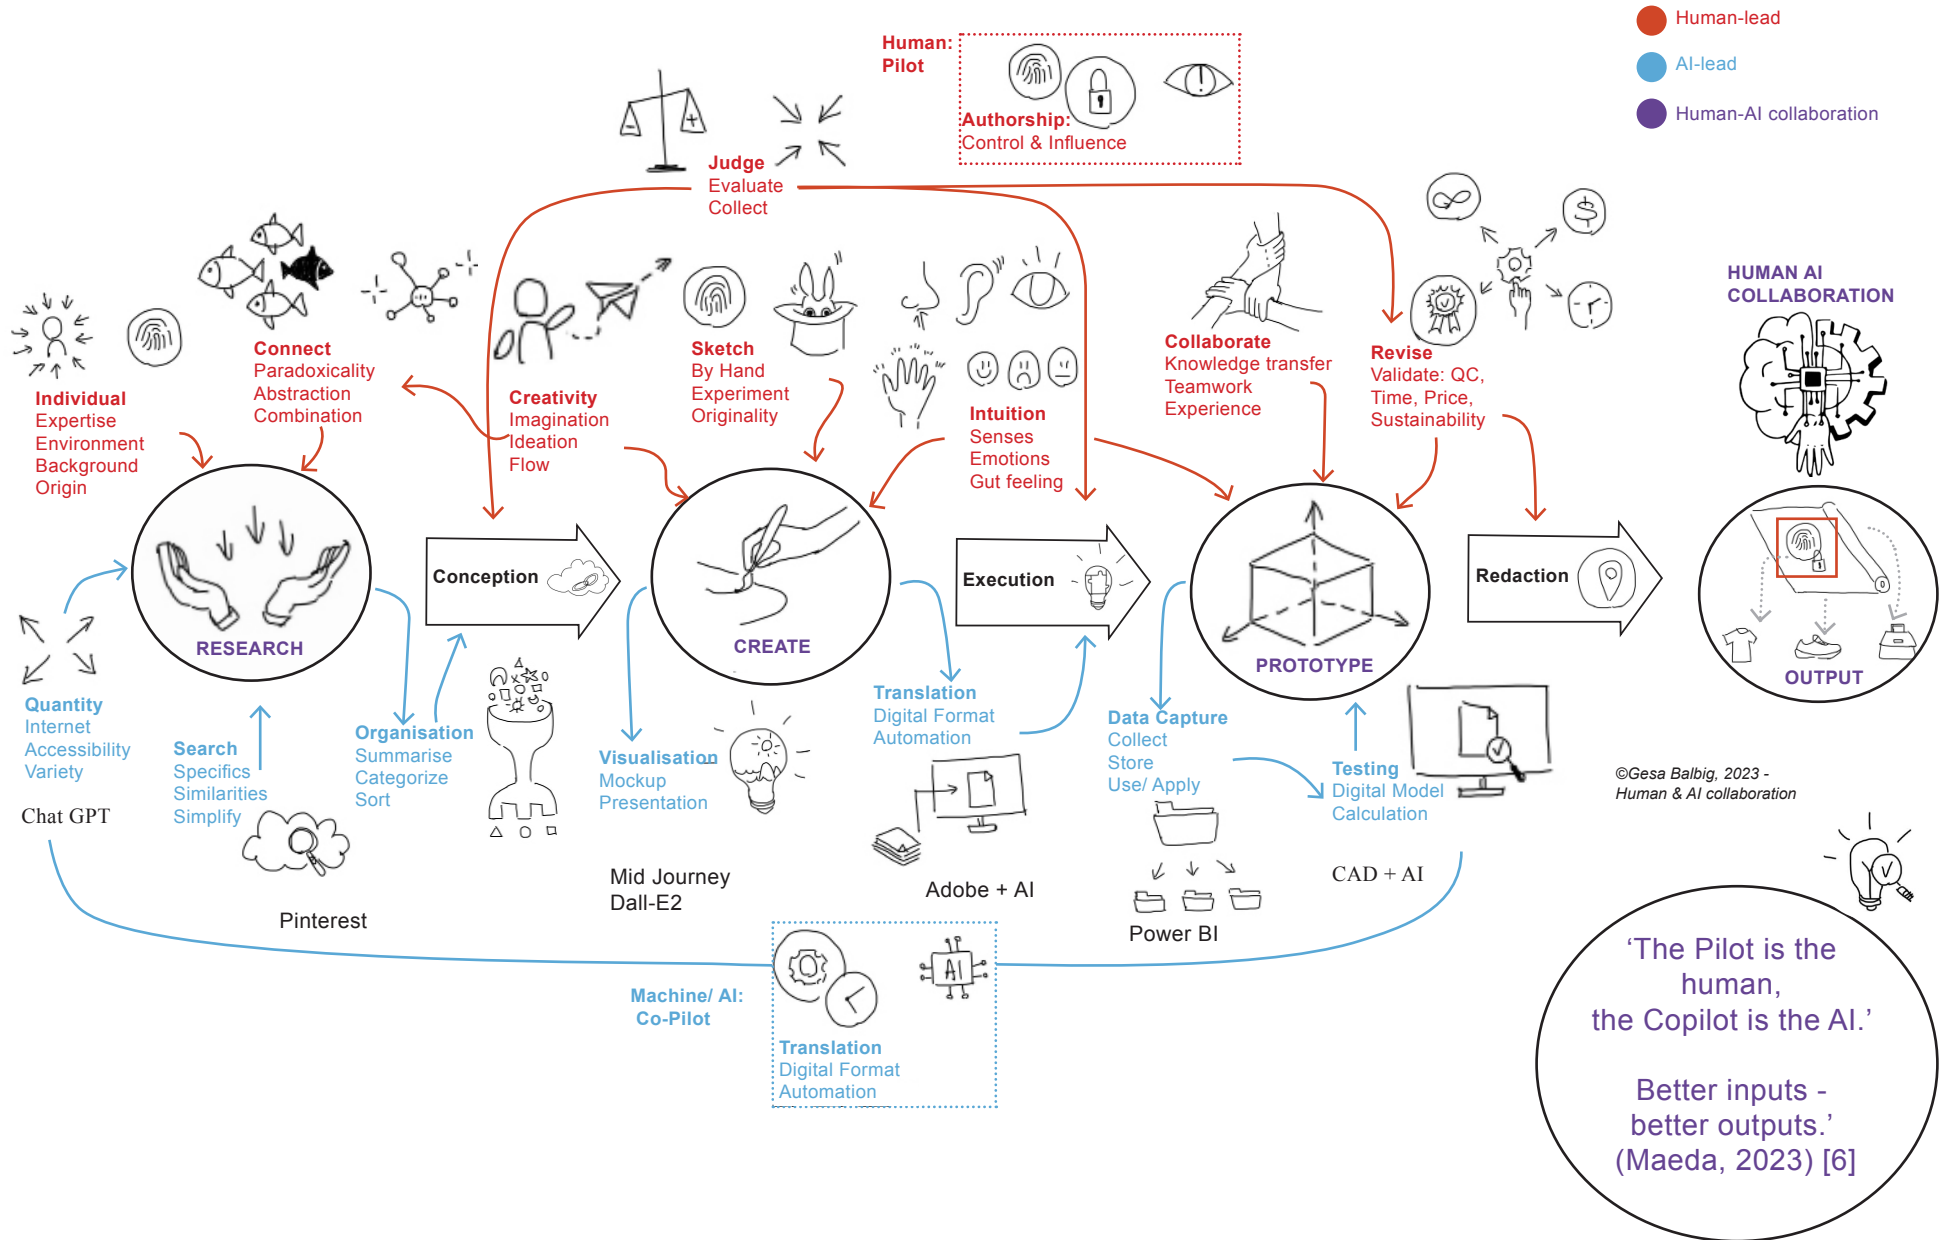 Human-lead
AI-lead
Human-AI collaboration
Human:
Pilot
Authorship:
Control & Influence
Judge
Evaluate
Collect
Individual
Expertise
Environment
Background
Origin
Connect
Paradoxicality
Abstraction
Combination
Creativity
Imagination
Ideation
Flow
Sketch
By Hand
Experiment
Originality
Intuition
Senses
Emotions
Gut feeling
Collaborate
Knowledge transfer
Teamwork
Experience
Revise
Validate: QC,
Time, Price,
Sustainability
$
HUMAN AI
COLLABORATION
RESEARCH
Conception
CREATE
Execution
PROTOTYPE
Redaction
OUTPUT
Quantity
Internet
Accessibility
Variety
Chat GPT
Search
Specifics
Similarities
Simplify
Pinterest
Organisation
Summarise
Categorize
Sort
Visualisation
Mockup
Presentation
Mid Journey
Dall-E2
Translation
Digital Format
Automation
Adobe + AI
Data Capture
Collect
Store
Use/ Apply
Power BI
Testing
Digital Model
Calculation
CAD + AI
©Gesa Balbig, 2023 -
Human & AI collaboration
Machine/ AI:
Co-Pilot
AI
Translation
Digital Format
Automation
‘The Pilot is the
human,
the Copilot is the AI.’
Better inputs -
better outputs.’
(Maeda, 2023) [6]